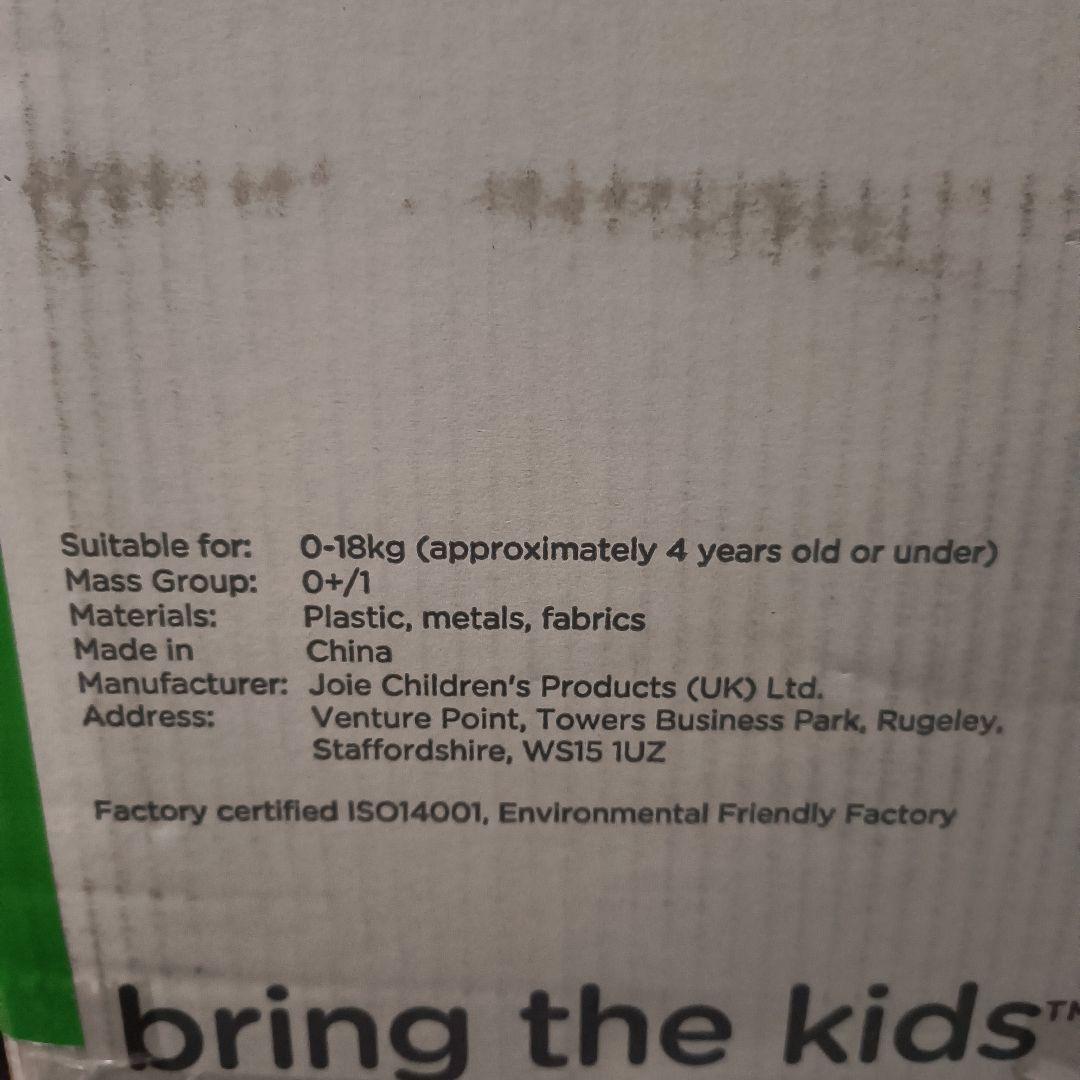 Suitable for: 0-18kg (approximately 4 years old or under)
Mass Group: 0+/1
Materials: Plastic, metals, fabrics
Made in China
Manufacturer: Joie Children's Products (UK) Ltd.
Address: Venture Point, Towers Business Park, Rugeley,
Staffordshire, WS15 1UZ
Factory certified ISO14001, Environmental Friendly Factory
bring the kids™